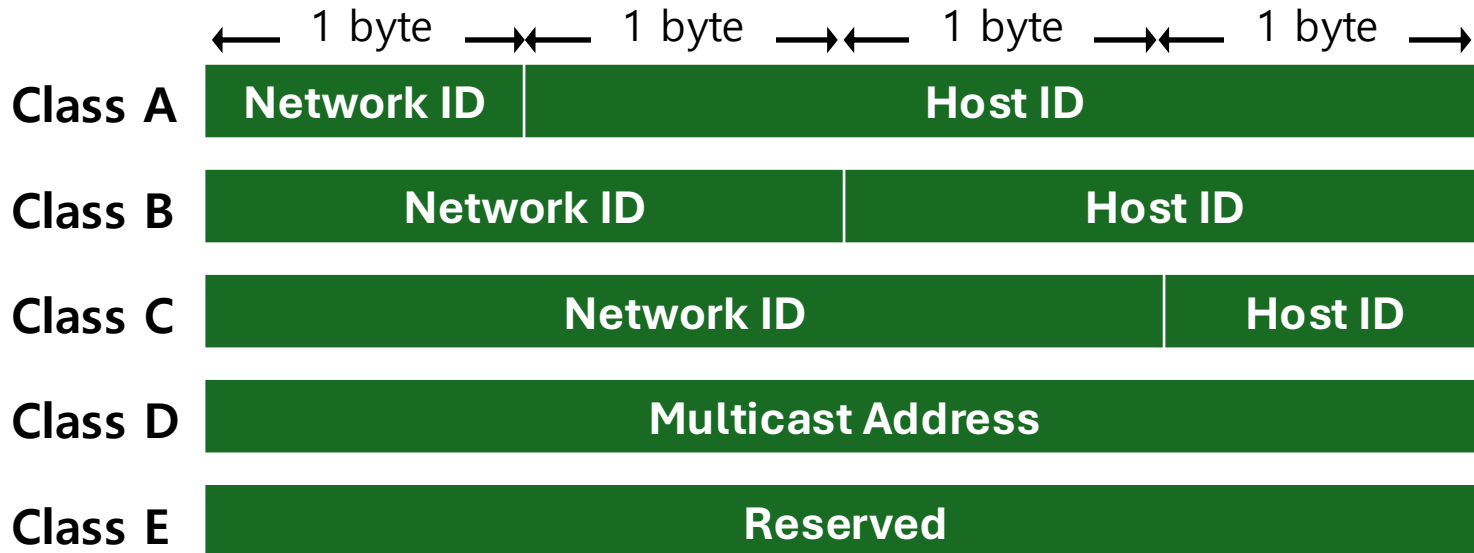 1 byte 1 byte 1 byte 1 byte
Class A Network ID Host ID
Class B Network ID Host ID
Class C Network ID Host ID
Class D Multicast Address
Class E Reserved